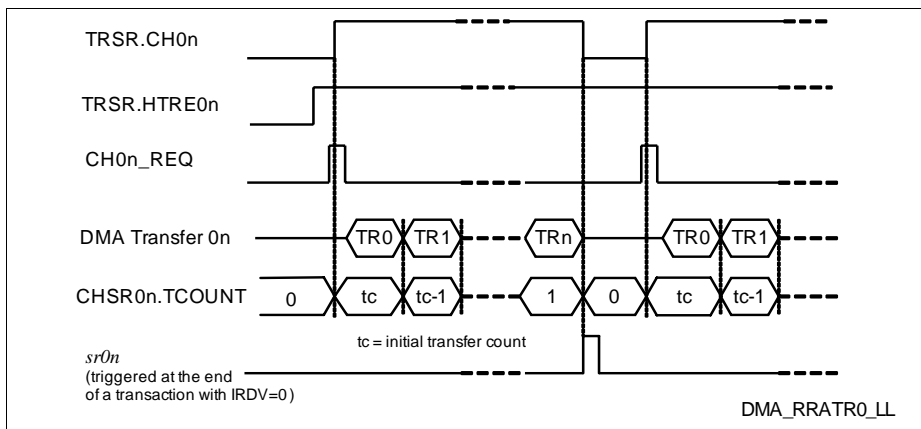 TRSR.CH0n
TRSR.HTRE0n
CH0n_REQ
DMA Transfer 0n
TR0 TR1 TRn TR0 TR1
CHSR0n.TCOUNT
0 tc tc-1 1 0 tc tc-1
tc = initial transfer count
sr0n
(triggered at the end
of a transaction with IRDV=0)
DMA_RRATR0_LL